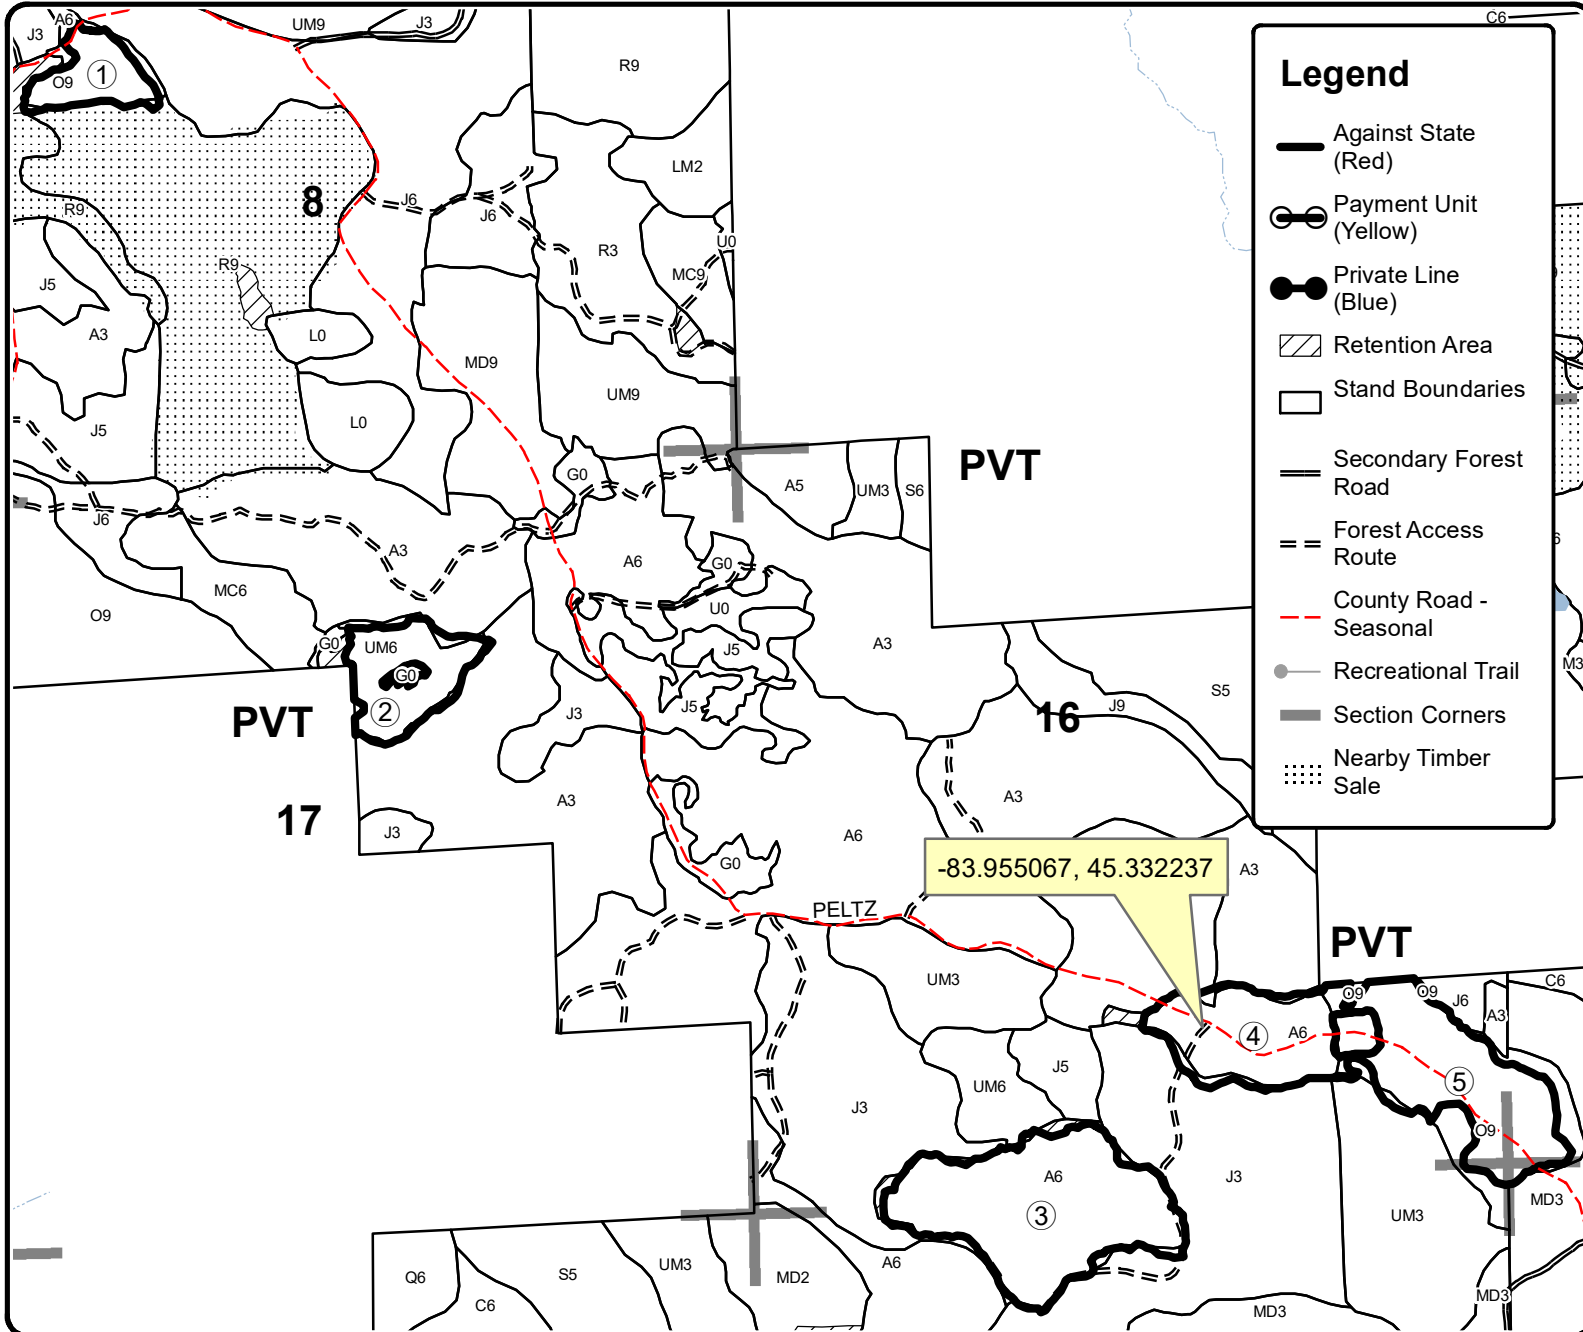 A6
UM9
J3
C6
J3
O9
1
R9
LM2
8
J6
J6
R9
U0
R3
R9
MC9
J5
A3
L0
MD9
UM9
L0
J5
G0
A5
UM3
S6
PVT
J6
A3
A6
G0
MC6
U0
O9
G0
UM6
J5
A3
G0
M3
S5
J5
J9
16
PVT
2
J3
17
A3
A3
J3
A6
G0
-83.955067, 45.332237
A3
PELTZ
PVT
UM3
O9
O9
J6
C6
A3
4
A6
J5
UM6
5
J3
O9
A6
J3
3
UM3
MD3
A6
Q6
S5
UM3
MD2
C6
MD3
MD3
6
Legend
Against State
(Red)
Payment Unit
(Yellow)
Private Line
(Blue)
Retention Area
Stand Boundaries
Secondary Forest
Road
Forest Access
Route
County Road -
Seasonal
Recreational Trail
Section Corners
Nearby Timber
Sale